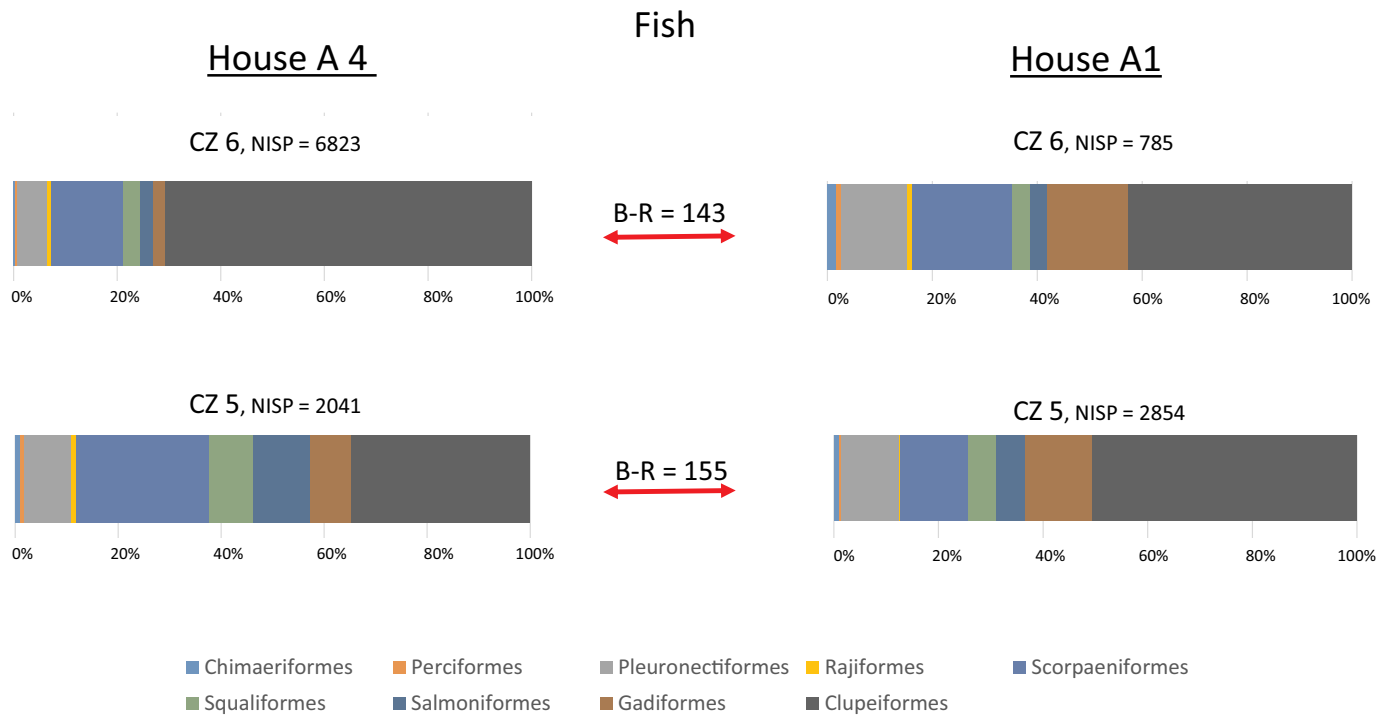 Fish
House A 4
House A1
CZ 6, NISP = 6823
CZ 6, NISP = 785
B-R = 143
0% 20% 40% 60% 80% 100%
0% 20% 40% 60% 80% 100%
CZ 5, NISP = 2041
CZ 5, NISP = 2854
B-R = 155
0% 20% 40% 60% 80% 100%
0% 20% 40% 60% 80% 100%
Chimaeriformes Perciformes Pleuronectiformes Rajiformes Scorpaeniformes
Squaliformes Salmoniformes Gadiformes Clupeiformes